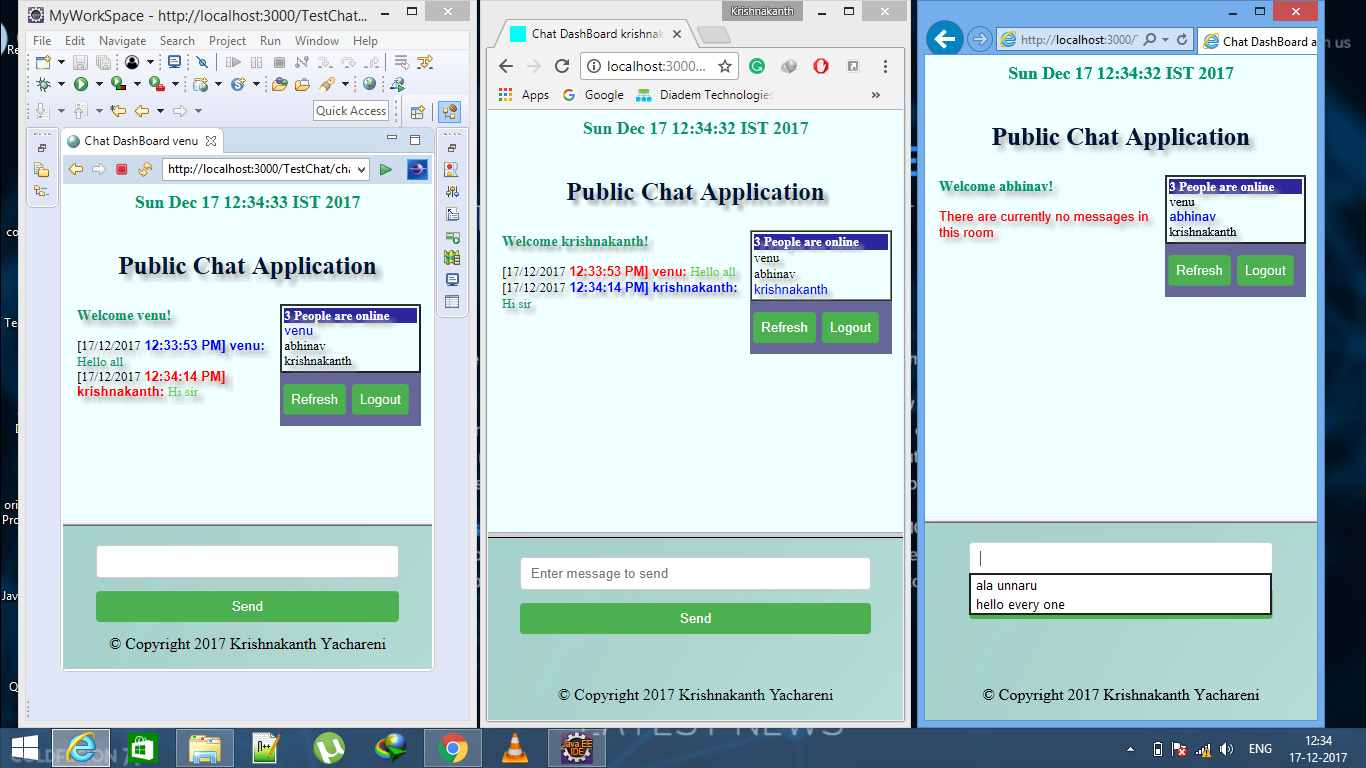 MyWorkSpace - http://localhost:3000/TestChat...
File Edit Navigate Search Project Run Window Help
Quick Access
Chat DashBoard venu
http://localhost:3000/TestChat/cha
Sun Dec 17 12:34:33 IST 2017
Public Chat Application
Welcome venu!
[17/12/2017 12:33:53 PM] venu:
Hello all
[17/12/2017 12:34:14 PM]
krishnakanth: Hi sir
3 People are online
venu
abhinav
krishnakanth
Refresh Logout
Send
© Copyright 2017 Krishnakanth Yachareni
Krishnakanth
Chat DashBoard krishnak
localhost:3000...
Apps Google Diadem Technologies
»
Sun Dec 17 12:34:32 IST 2017
Public Chat Application
Welcome krishnakanth!
[17/12/2017 12:33:53 PM] venu: Hello all
[17/12/2017 12:34:14 PM] krishnakanth:
Hi sir
3 People are online
venu
abhinav
krishnakanth
Refresh Logout
Enter message to send
Send
© Copyright 2017 Krishnakanth Yachareni
http://localhost:3000/
Chat DashBoard a
Sun Dec 17 12:34:32 IST 2017
Public Chat Application
Welcome abhinav!
There are currently no messages in
this room
3 People are online
venu
abhinav
krishnakanth
Refresh Logout
ala unnaru
hello every one
© Copyright 2017 Krishnakanth Yachareni
LATEST NEWS
Java EE
IDE
ENG
12:34
17-12-2017